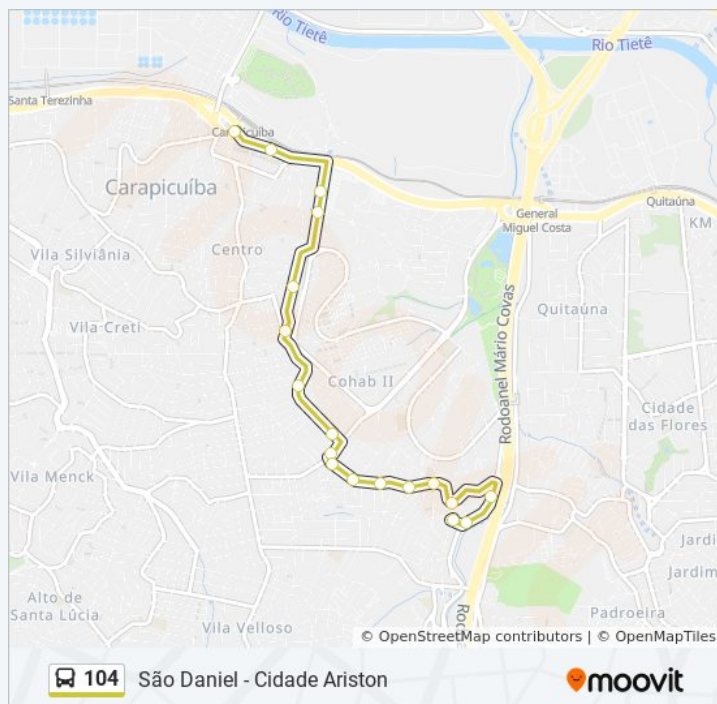 Rio Tietê
Rio Tietê
Santa Terezinha
Carapicuíba
Carapicuíba
Quitaúna
General
Miguel Costa
KM
Centro
Vila Silviânia
Rodoanel Mário Covas
Quitaúna
Vila Creti
Cohab II
Cidade
das Flores
Vila Menck
Jardi
Jardim
Alto de
Santa Lúcia
Padroeira
Vila Velloso
Roc
© OpenStreetMap contributors | © OpenMapTiles
104 São Daniel - Cidade Ariston
moovit